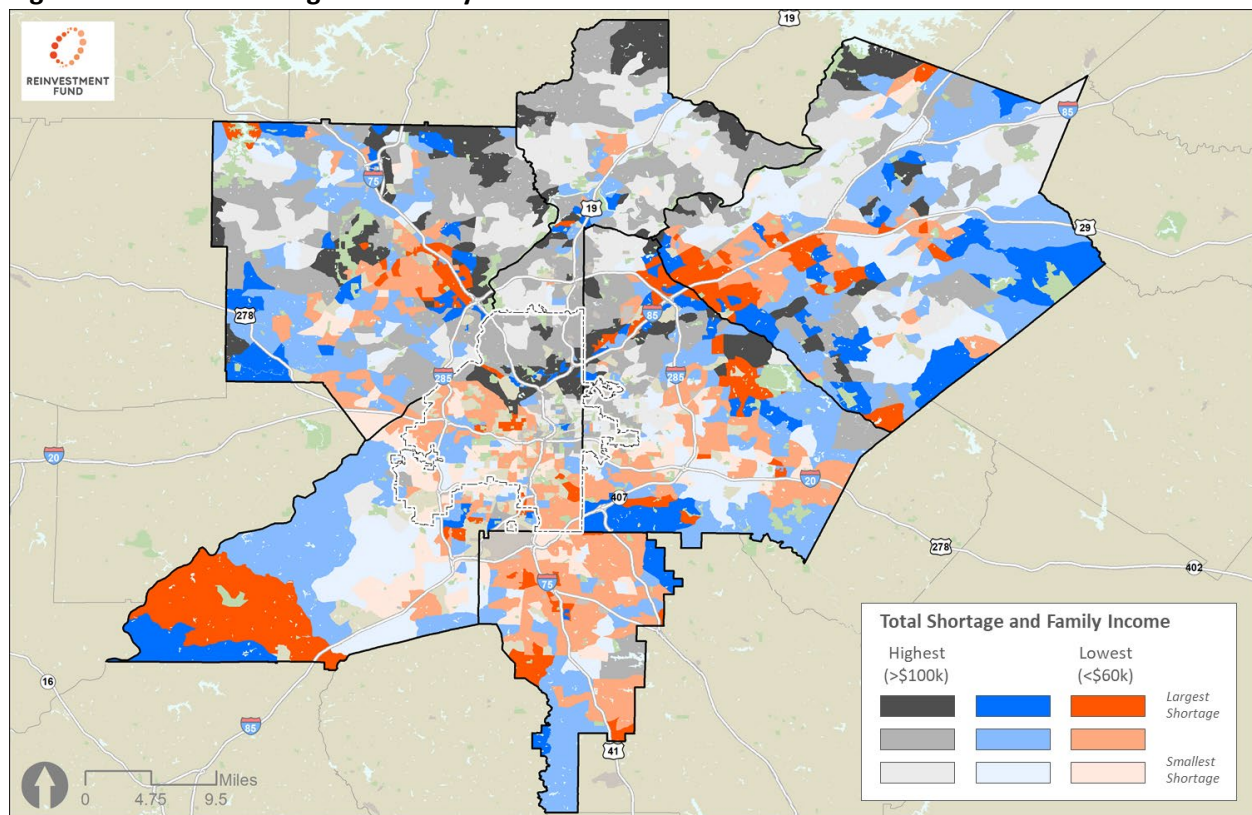 REINVESTMENT
FUND
19
85
75
19
29
278
85
285
285
20
20
407
278
75
402
16
85
41
Miles
0 4.75 9.5
Total Shortage and Family Income
Highest Lowest
(>$100k) (<$60k)
Largest
Shortage
Smallest
Shortage